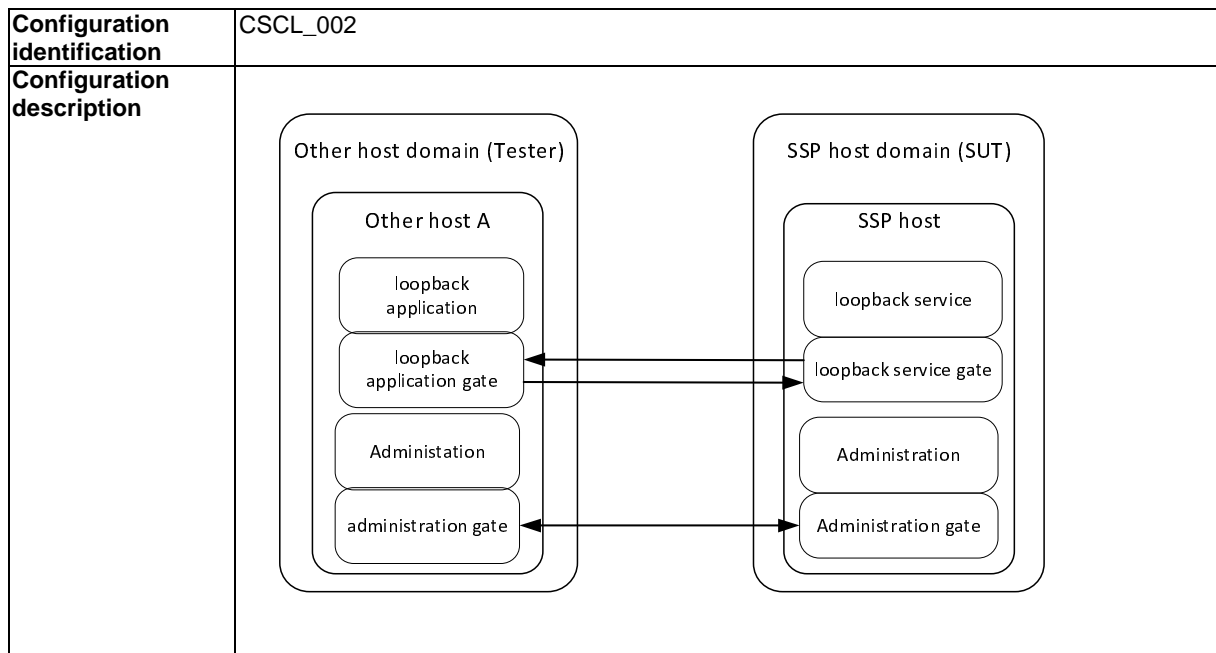 Configuration
identification
CSCL_002
Configuration
description
Other host domain (Tester)
Other host A
loopback
application
loopback
application gate
Administation
administration gate
SSP host domain (SUT)
SSP host
loopback service
loopback service gate
Administration
Administration gate